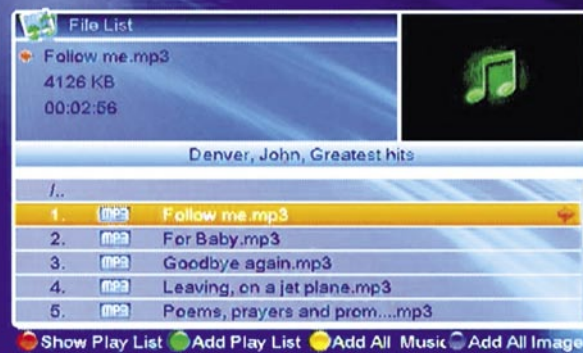 File List
Follow me.mp3
4126 KB
00:02:56
Denver, John, Greatest hits
/..
1. MP3 Follow me.mp3
2. MP3 For Baby.mp3
3. MP3 Goodbye again.mp3
4. MP3 Leaving, on a jet plane.mp3
5. MP3 Poems, prayers and prom....mp3
Show Play List Add Play List Add All Music Add All Image